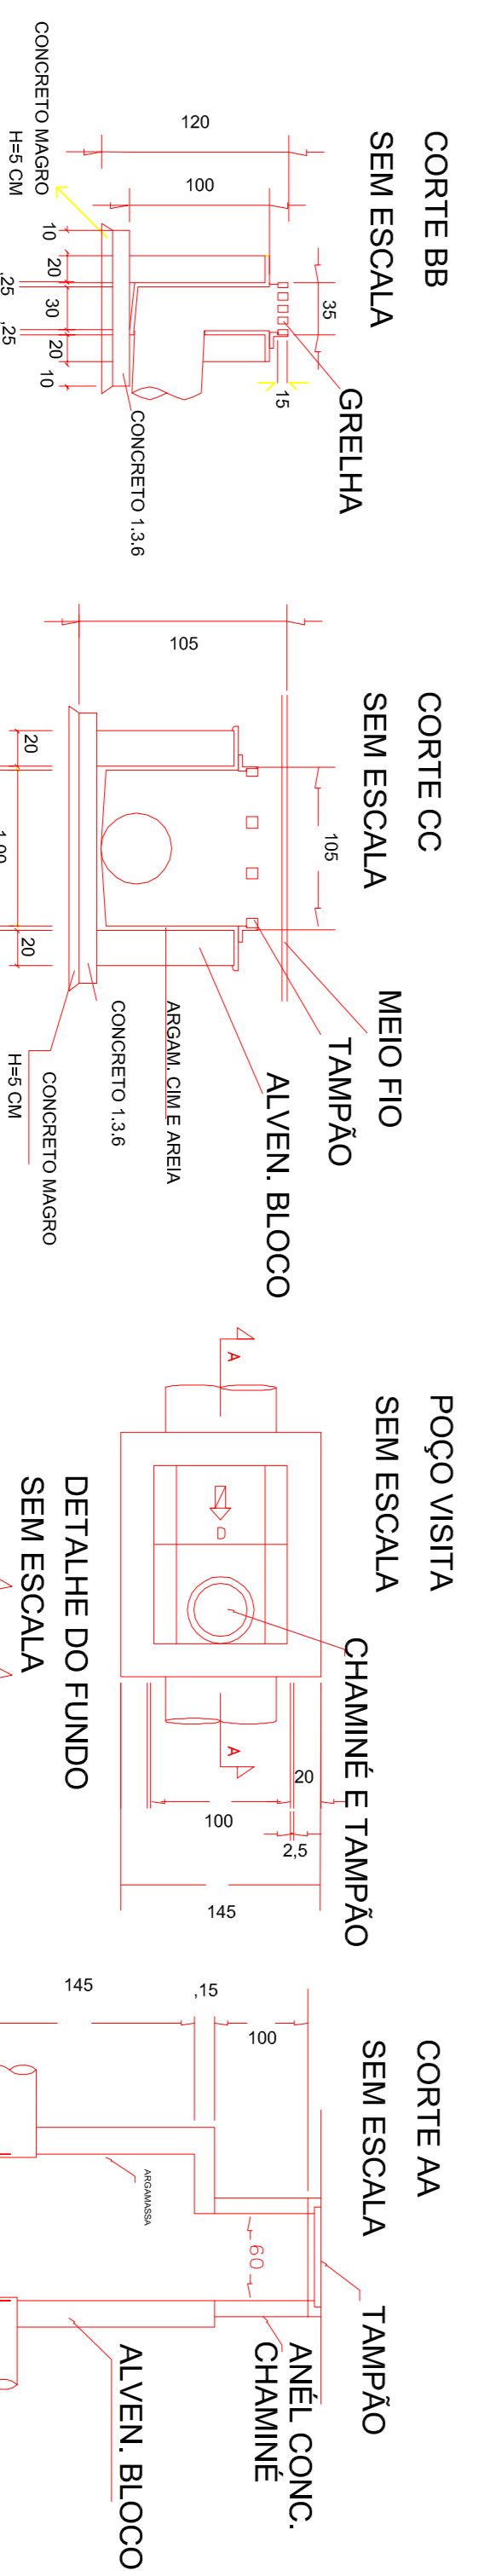 CORTE BB
SEM ESCALA
120
100
35
15
GRELHA
CONCRETO MAGRO
H=5 CM
10
20
30
20
10
,25
,25
CONCRETO 1.3.6
CORTE CC
SEM ESCALA
105
105
MEIO FIO
TAMPÃO
ALVEN. BLOCO
ARGAM. CIM E AREIA
CONCRETO 1.3.6
CONCRETO MAGRO
H=5 CM
20
20
POÇO VISITA
SEM ESCALA
A
D
A
CHAMINÉ E TAMPÃO
20
100
2,5
145
DETALHE DO FUNDO
SEM ESCALA
CORTE AA
SEM ESCALA
145
,15
100
60
TAMPÃO
ANÉL CONC.
CHAMINÉ
ARGAMASSA
ALVEN. BLOCO